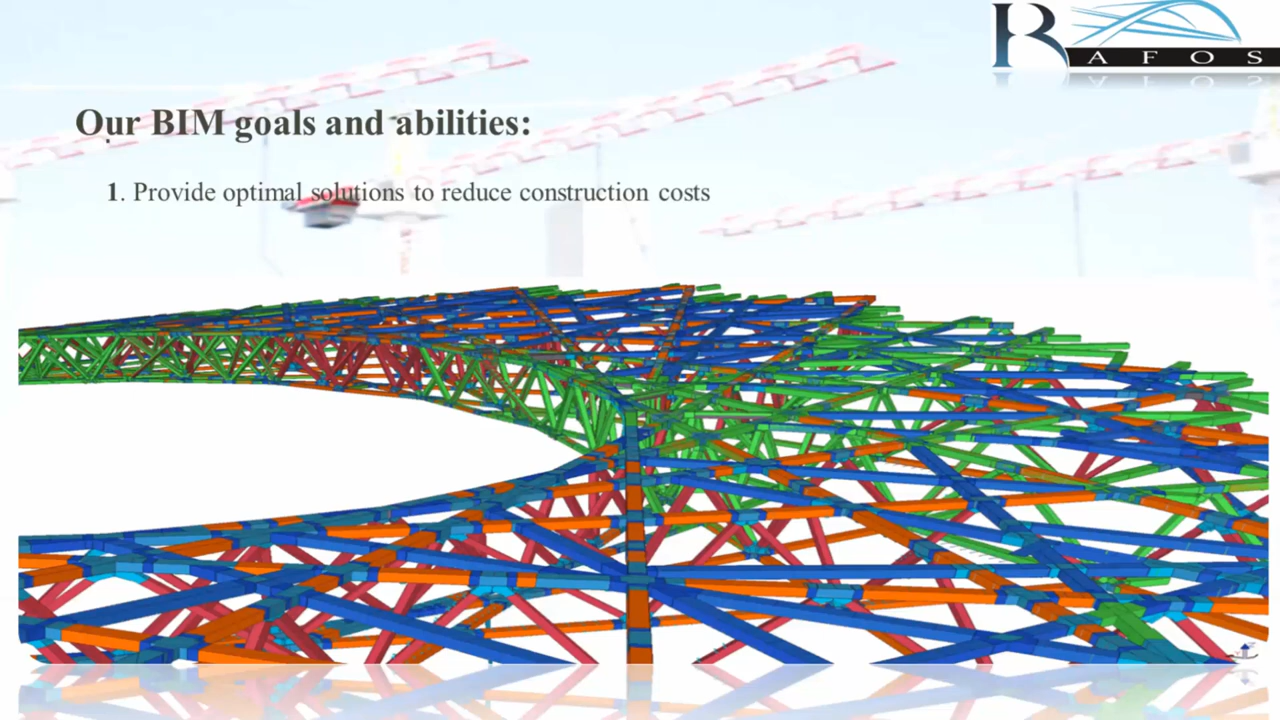 RAFOS
Our BIM goals and abilities:
1. Provide optimal solutions to reduce construction costs